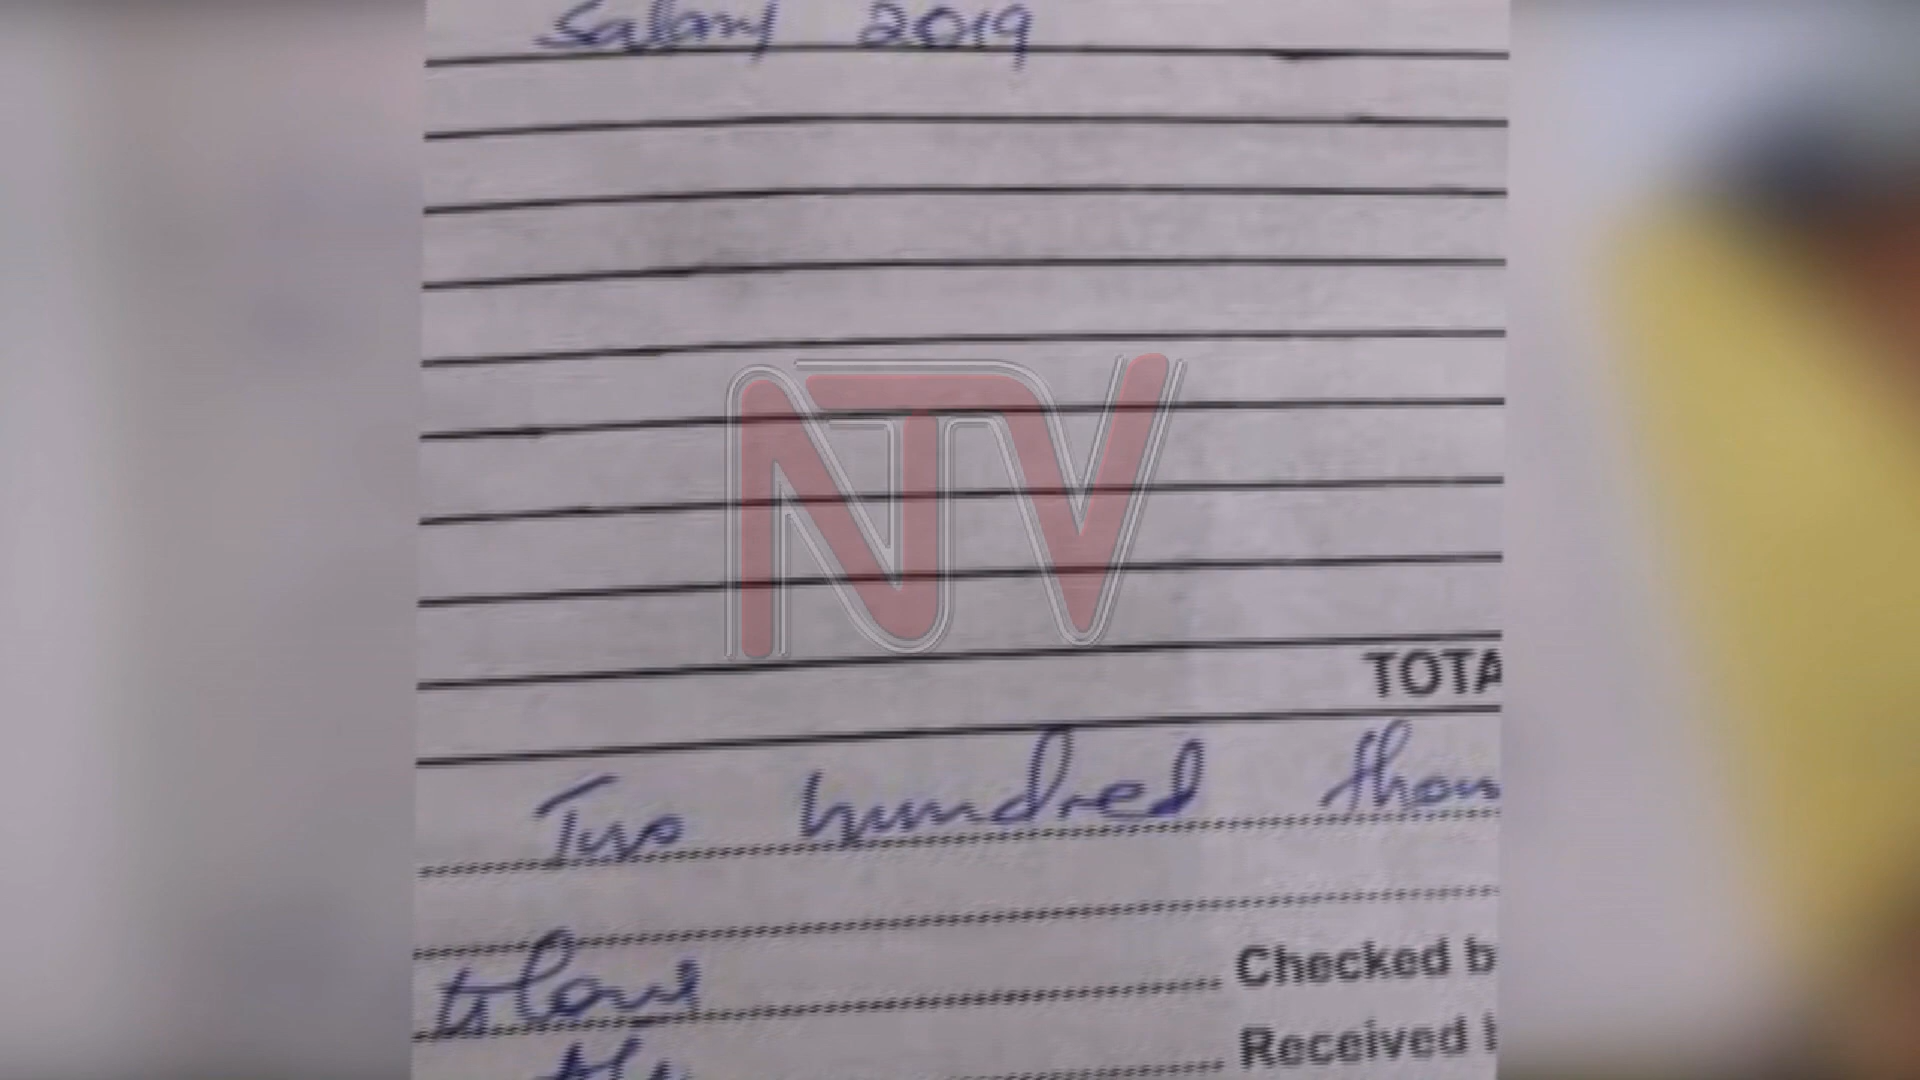 Salary 2019
NTV
TOTA
Two hundred thou
Checked b
Received